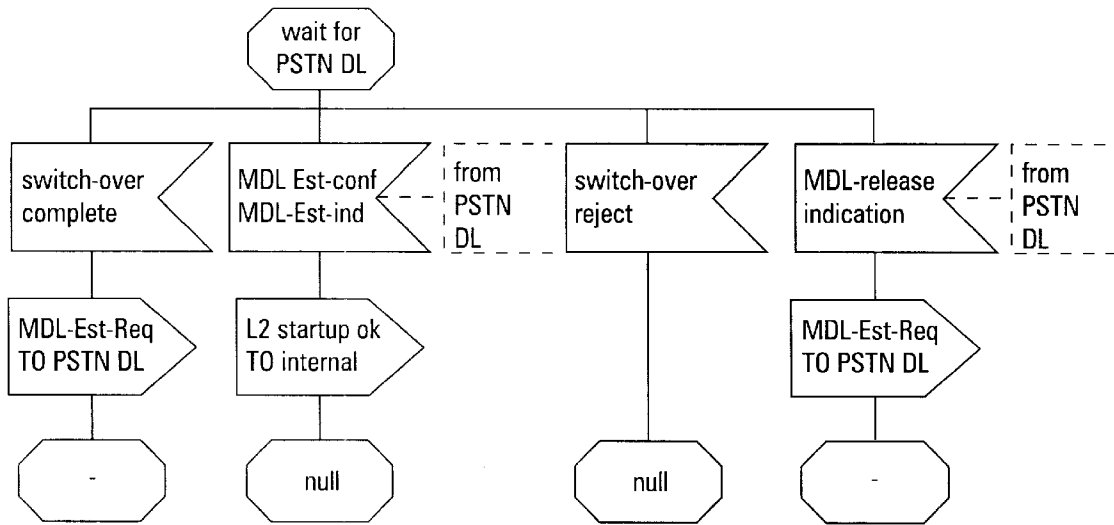 wait for
PSTN DL
switch-over
complete
MDL Est-conf
MDL-Est-ind
from
PSTN
DL
switch-over
reject
MDL-release
indication
from
PSTN
DL
MDL-Est-Req
TO PSTN DL
L2 startup ok
TO internal
MDL-Est-Req
TO PSTN DL
-
null
null
-